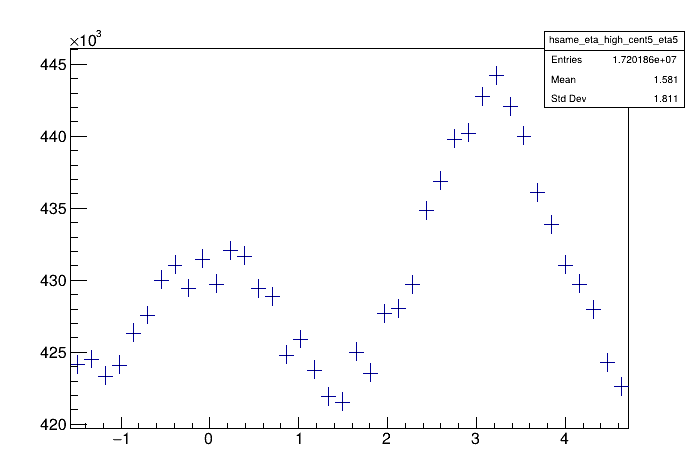 ×10³
hsame_eta_high_cent5_eta5
Entries 1.720186e+07
Mean 1.581
Std Dev 1.811
445
440
435
430
425
420
−1 0 1 2 3 4